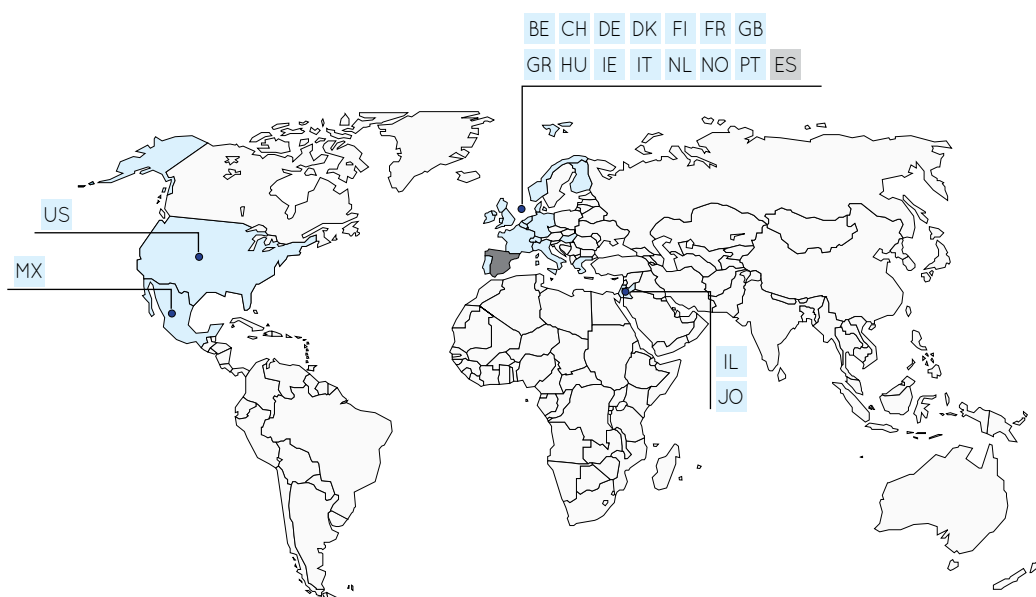 BE CH DE DK FI FR GB
GR HU IE IT NL NO PT ES
US
MX
IL
JO